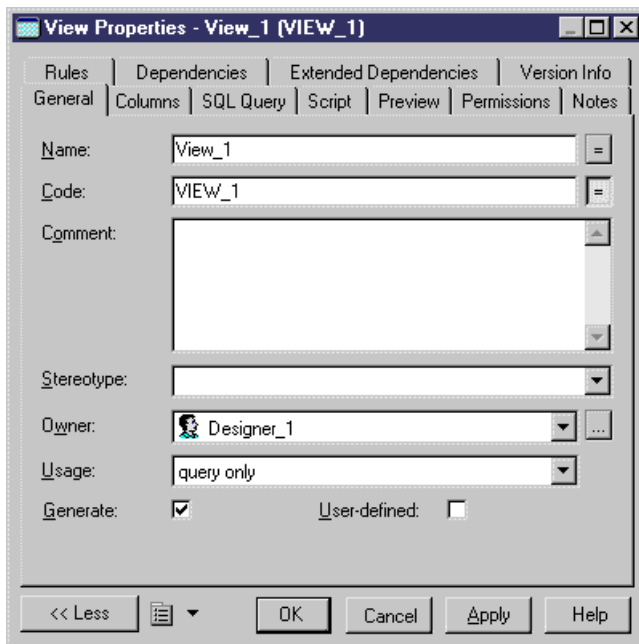 View Properties - View_1 (VIEW_1)
Rules Dependencies Extended Dependencies Version Info
General Columns SQL Query Script Preview Permissions Notes
Name: View_1 =
Code: VIEW_1 =
Comment:
Stereotype:
Owner: Designer_1 ...
Usage: query only
Generate: User-defined:
<< Less OK Cancel Apply Help